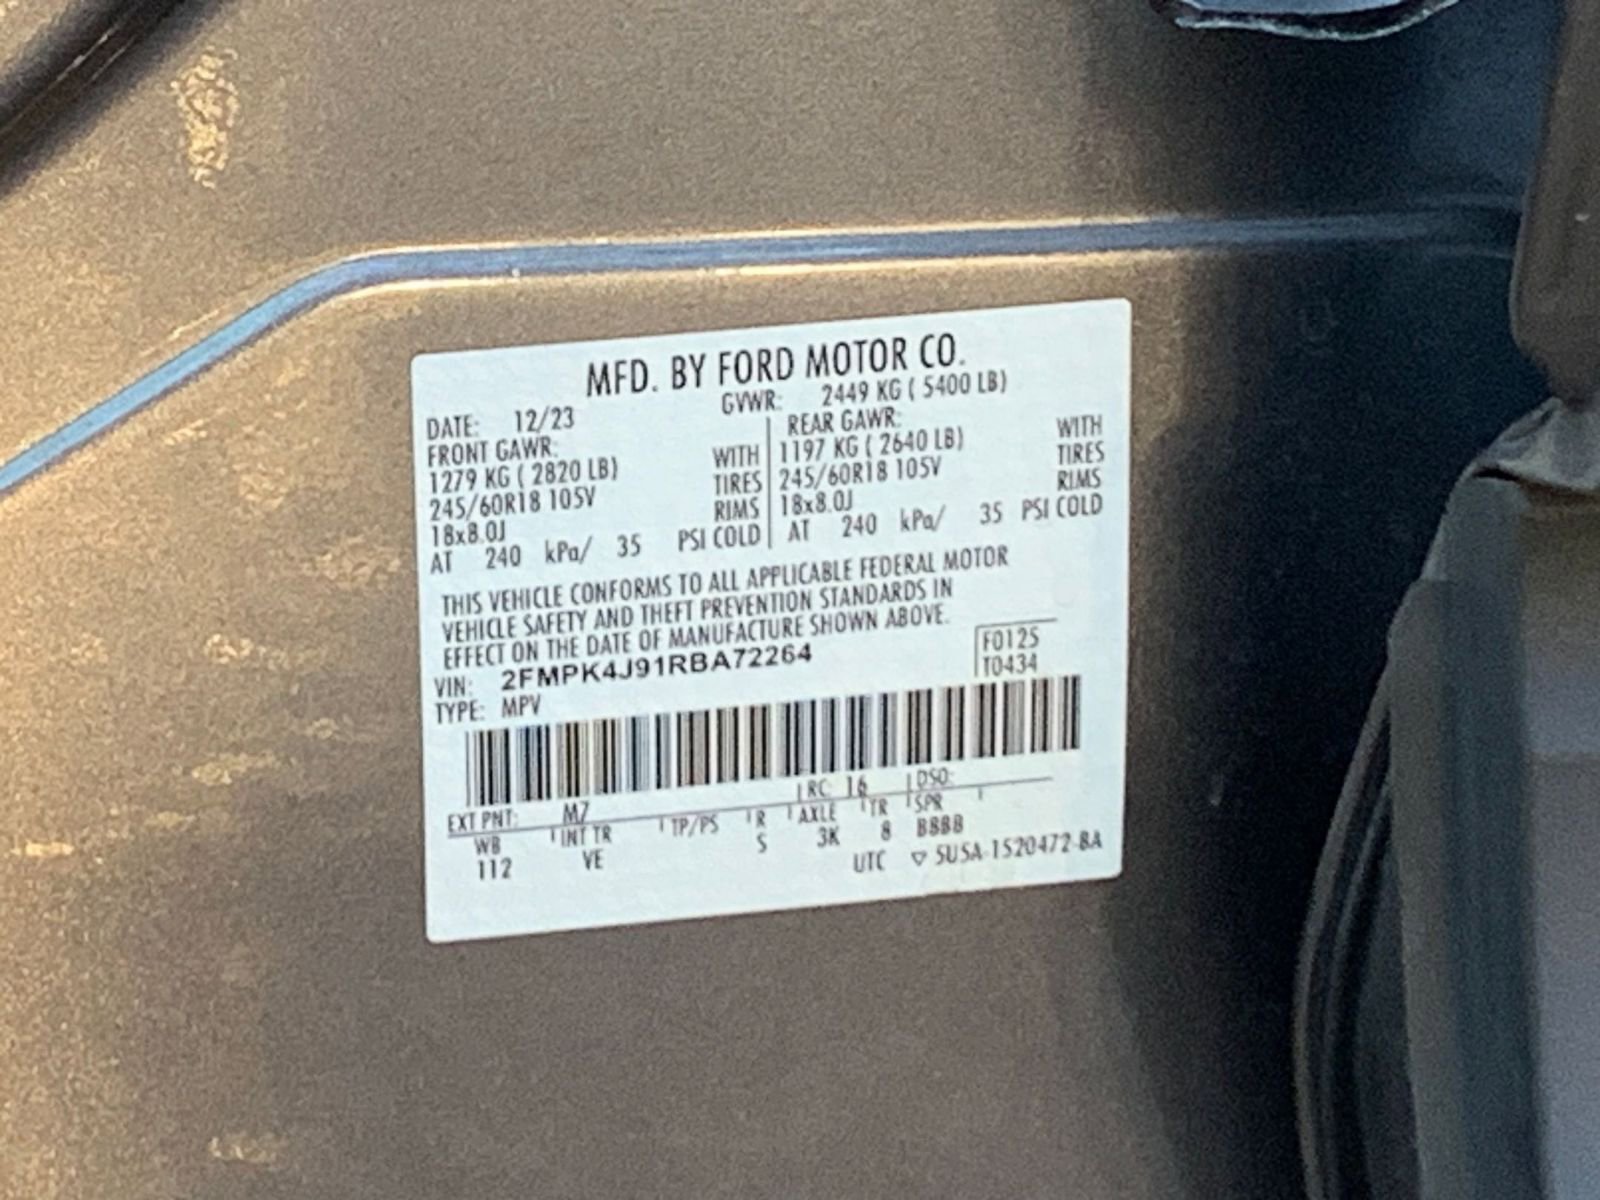 MFD. BY FORD MOTOR CO.
DATE: 12/23 GVWR: 2449 KG ( 5400 LB)
FRONT GAWR: REAR GAWR:
1279 KG ( 2820 LB) WITH 1197 KG ( 2640 LB) WITH
245/60R18 105V TIRES 245/60R18 105V TIRES
18x8.0J RIMS 18x8.0J RIMS
AT 240 kPa/ 35 PSI COLD AT 240 kPa/ 35 PSI COLD
THIS VEHICLE CONFORMS TO ALL APPLICABLE FEDERAL MOTOR
VEHICLE SAFETY AND THEFT PREVENTION STANDARDS IN
EFFECT ON THE DATE OF MANUFACTURE SHOWN ABOVE.
VIN: 2FMPK4J91RBA72264 F0125
TYPE: MPV T0434
EXT PNT: M7 RC: 16 DSO:
WB INT TR TP/PS R AXLE TR SPR
112 VE S 3K 8 BBBB
UTC ▽ 5U5A-1520472-BA